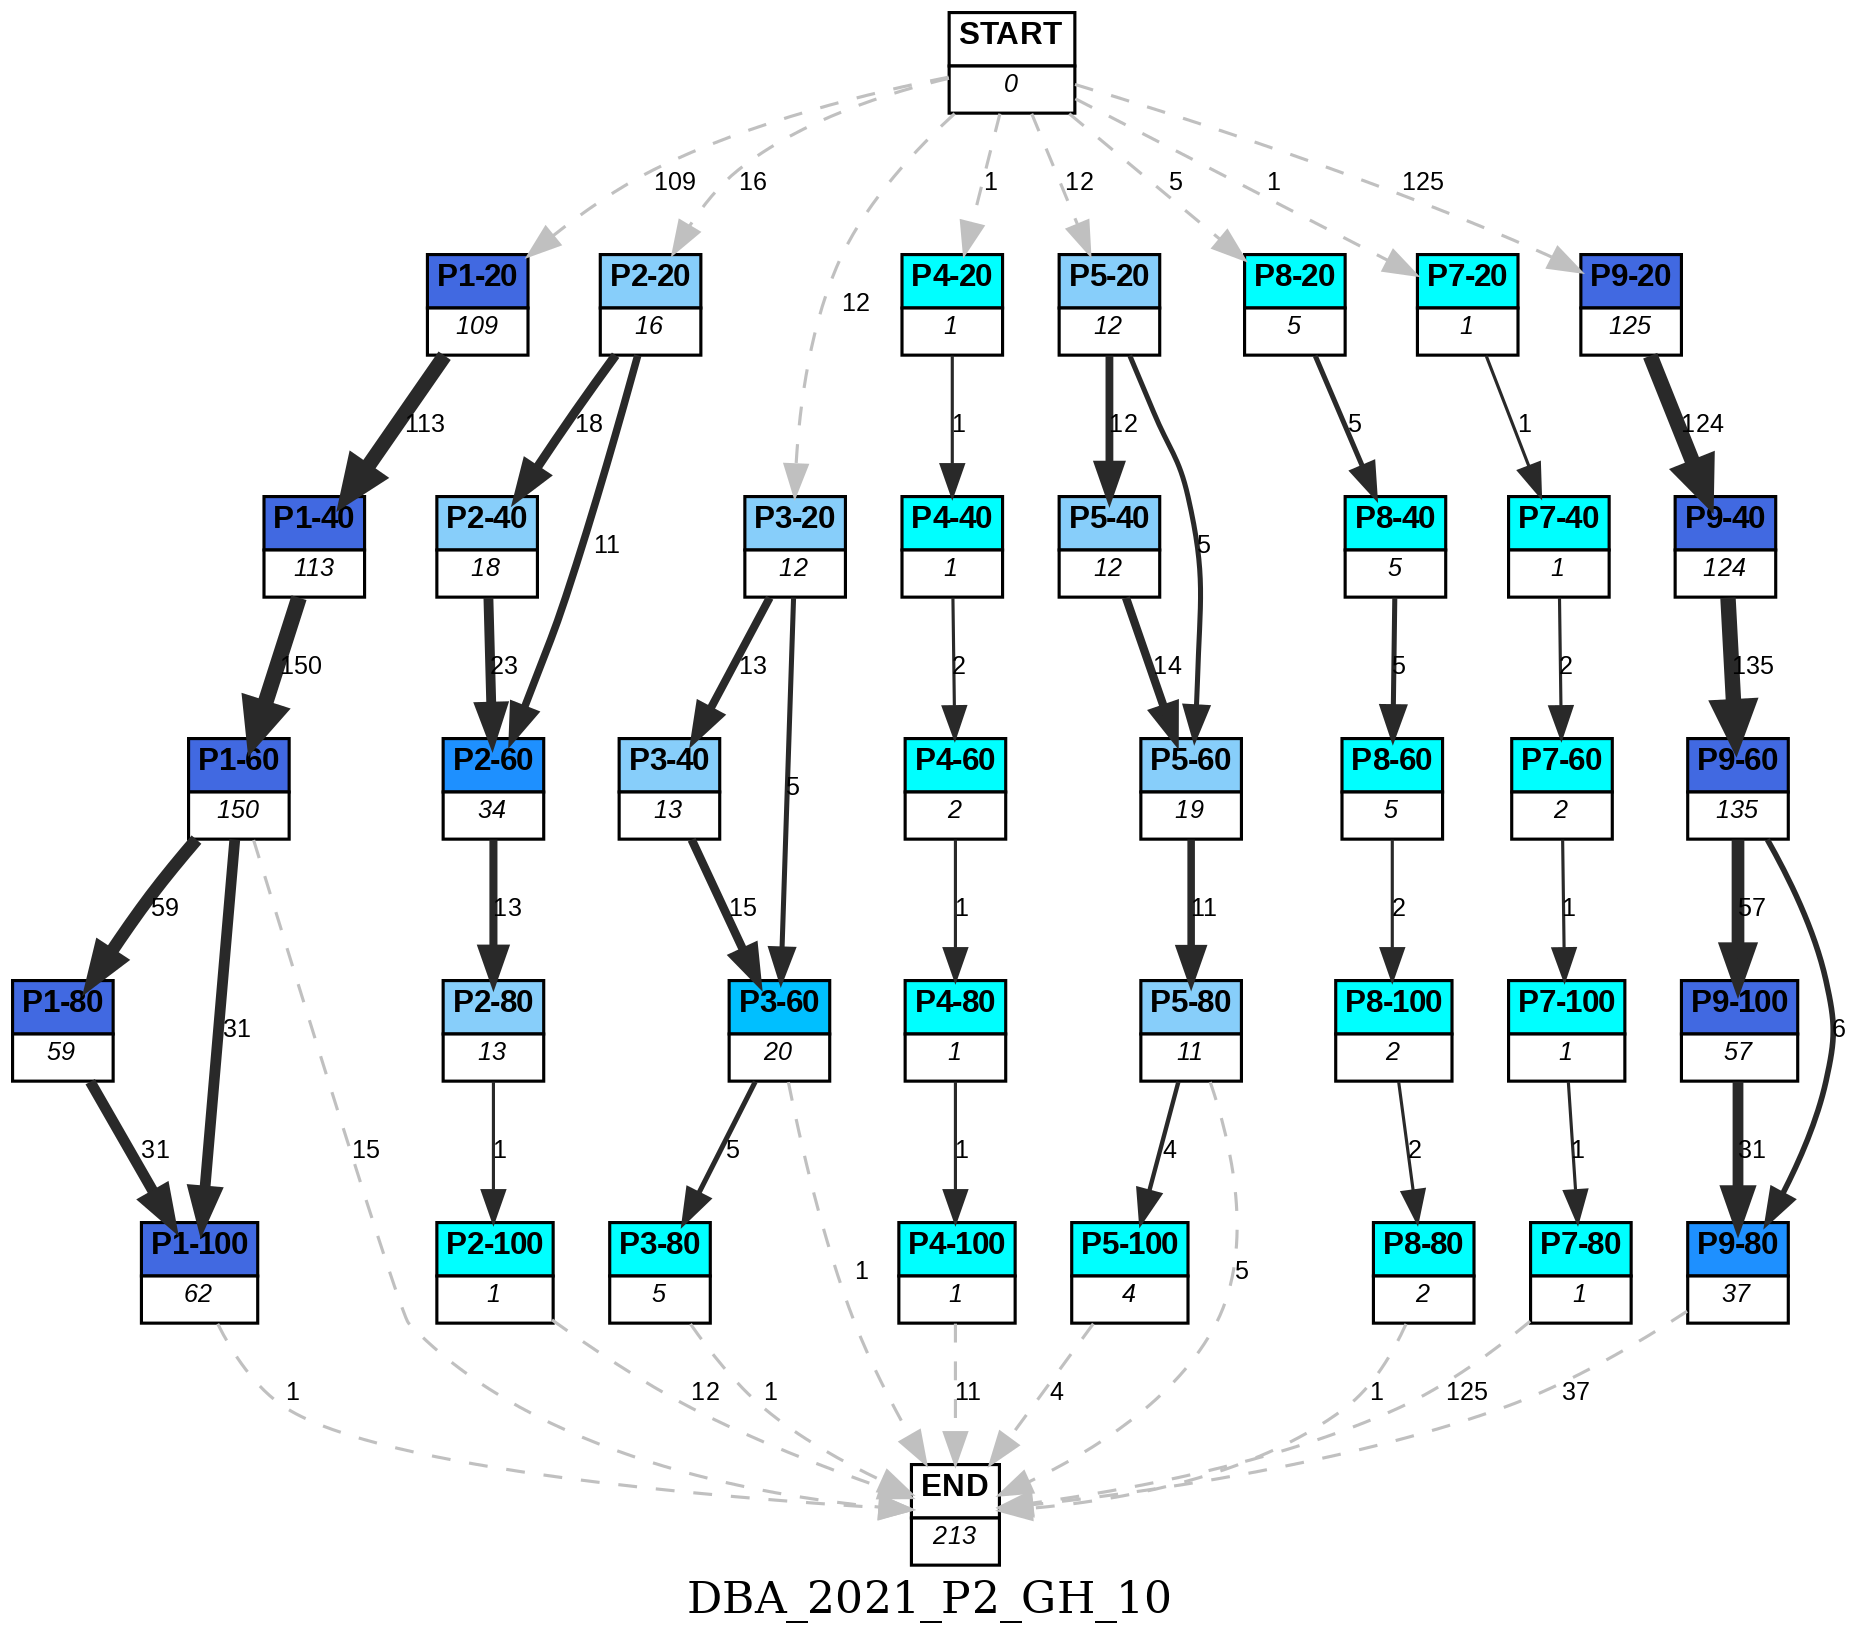 START
0
109
16
1
12
5
1
125
12
P1-20
109
P2-20
16
P4-20
1
P5-20
12
P8-20
5
P7-20
1
P9-20
125
113
18
1
12
5
1
124
11
5
P1-40
113
P2-40
18
P3-20
12
P4-40
1
P5-40
12
P8-40
5
P7-40
1
P9-40
124
150
23
13
2
14
5
2
135
5
P1-60
150
P2-60
34
P3-40
13
P4-60
2
P5-60
19
P8-60
5
P7-60
2
P9-60
135
59
13
15
1
11
2
1
57
31
6
P1-80
59
P2-80
13
P3-60
20
P4-80
1
P5-80
11
P8-100
2
P7-100
1
P9-100
57
31
15
1
5
1
4
2
1
31
1
5
P1-100
62
P2-100
1
P3-80
5
P4-100
1
P5-100
4
P8-80
2
P7-80
1
P9-80
37
1
12
1
11
4
1
125
37
END
213
DBA_2021_P2_GH_10